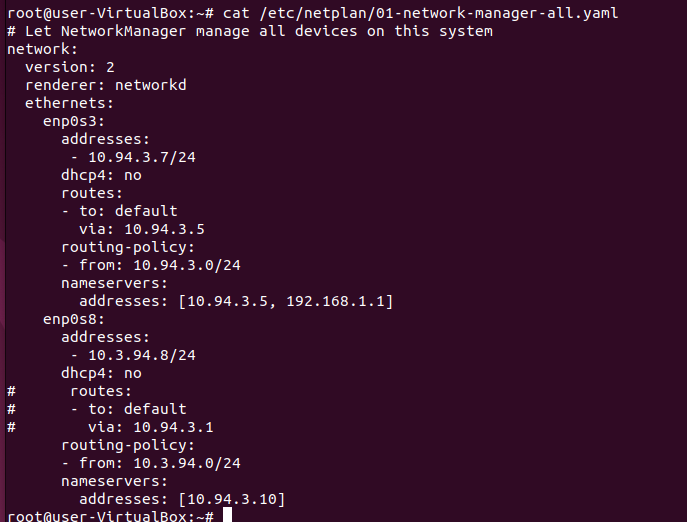 root@user-VirtualBox:~# cat /etc/netplan/01-network-manager-all.yaml
# Let NetworkManager manage all devices on this system
network:
  version: 2
  renderer: networkd
  ethernets:
    enp0s3:
      addresses:
       - 10.94.3.7/24
      dhcp4: no
      routes:
      - to: default
        via: 10.94.3.5
      routing-policy:
      - from: 10.94.3.0/24
      nameservers:
        addresses: [10.94.3.5, 192.168.1.1]
    enp0s8:
      addresses:
       - 10.3.94.8/24
      dhcp4: no
#      routes:
#      - to: default
#        via: 10.94.3.1
      routing-policy:
      - from: 10.3.94.0/24
      nameservers:
        addresses: [10.94.3.10]
root@user-VirtualBox:~#